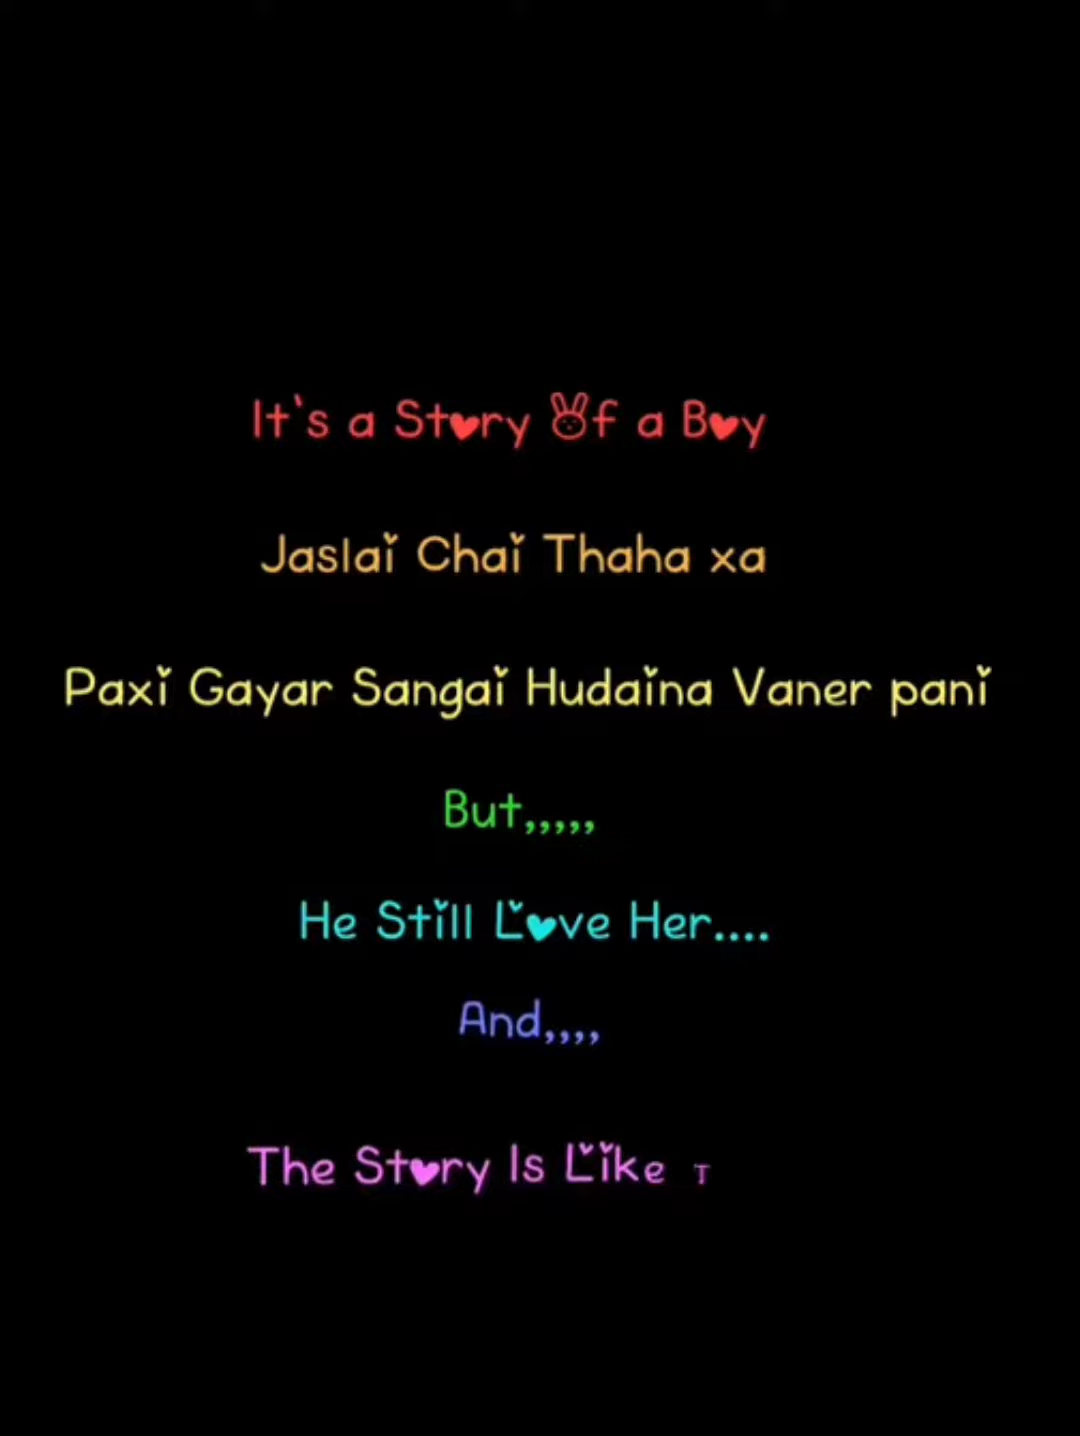 It's a Story Of a Boy
Jaslai Chai Thaha xa
Paxi Gayar Sangai Hudaina Vaner pani
But,,,,,
He Still Love Her....
And,,,,
The Story Is Like T